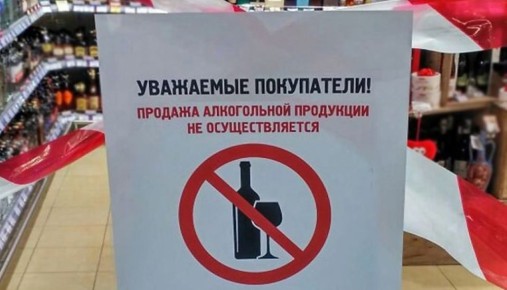 УВАЖАЕМЫЕ ПОКУПАТЕЛИ!
ПРОДАЖА АЛКОГОЛЬНОЙ ПРОДУКЦИИ
НЕ ОСУЩЕСТВЛЯЕТСЯ